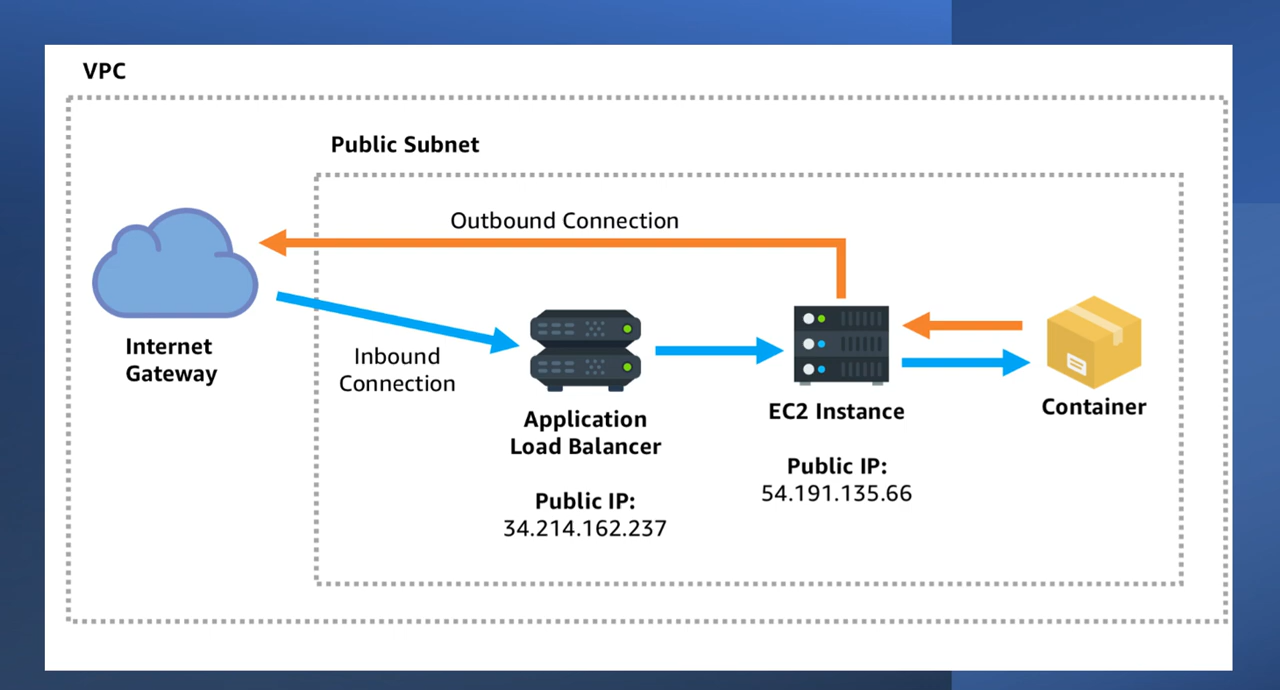 VPC
Public Subnet
Outbound Connection
Internet
Gateway
Inbound
Connection
Application
Load Balancer
Public IP:
34.214.162.237
EC2 Instance
Public IP:
54.191.135.66
Container